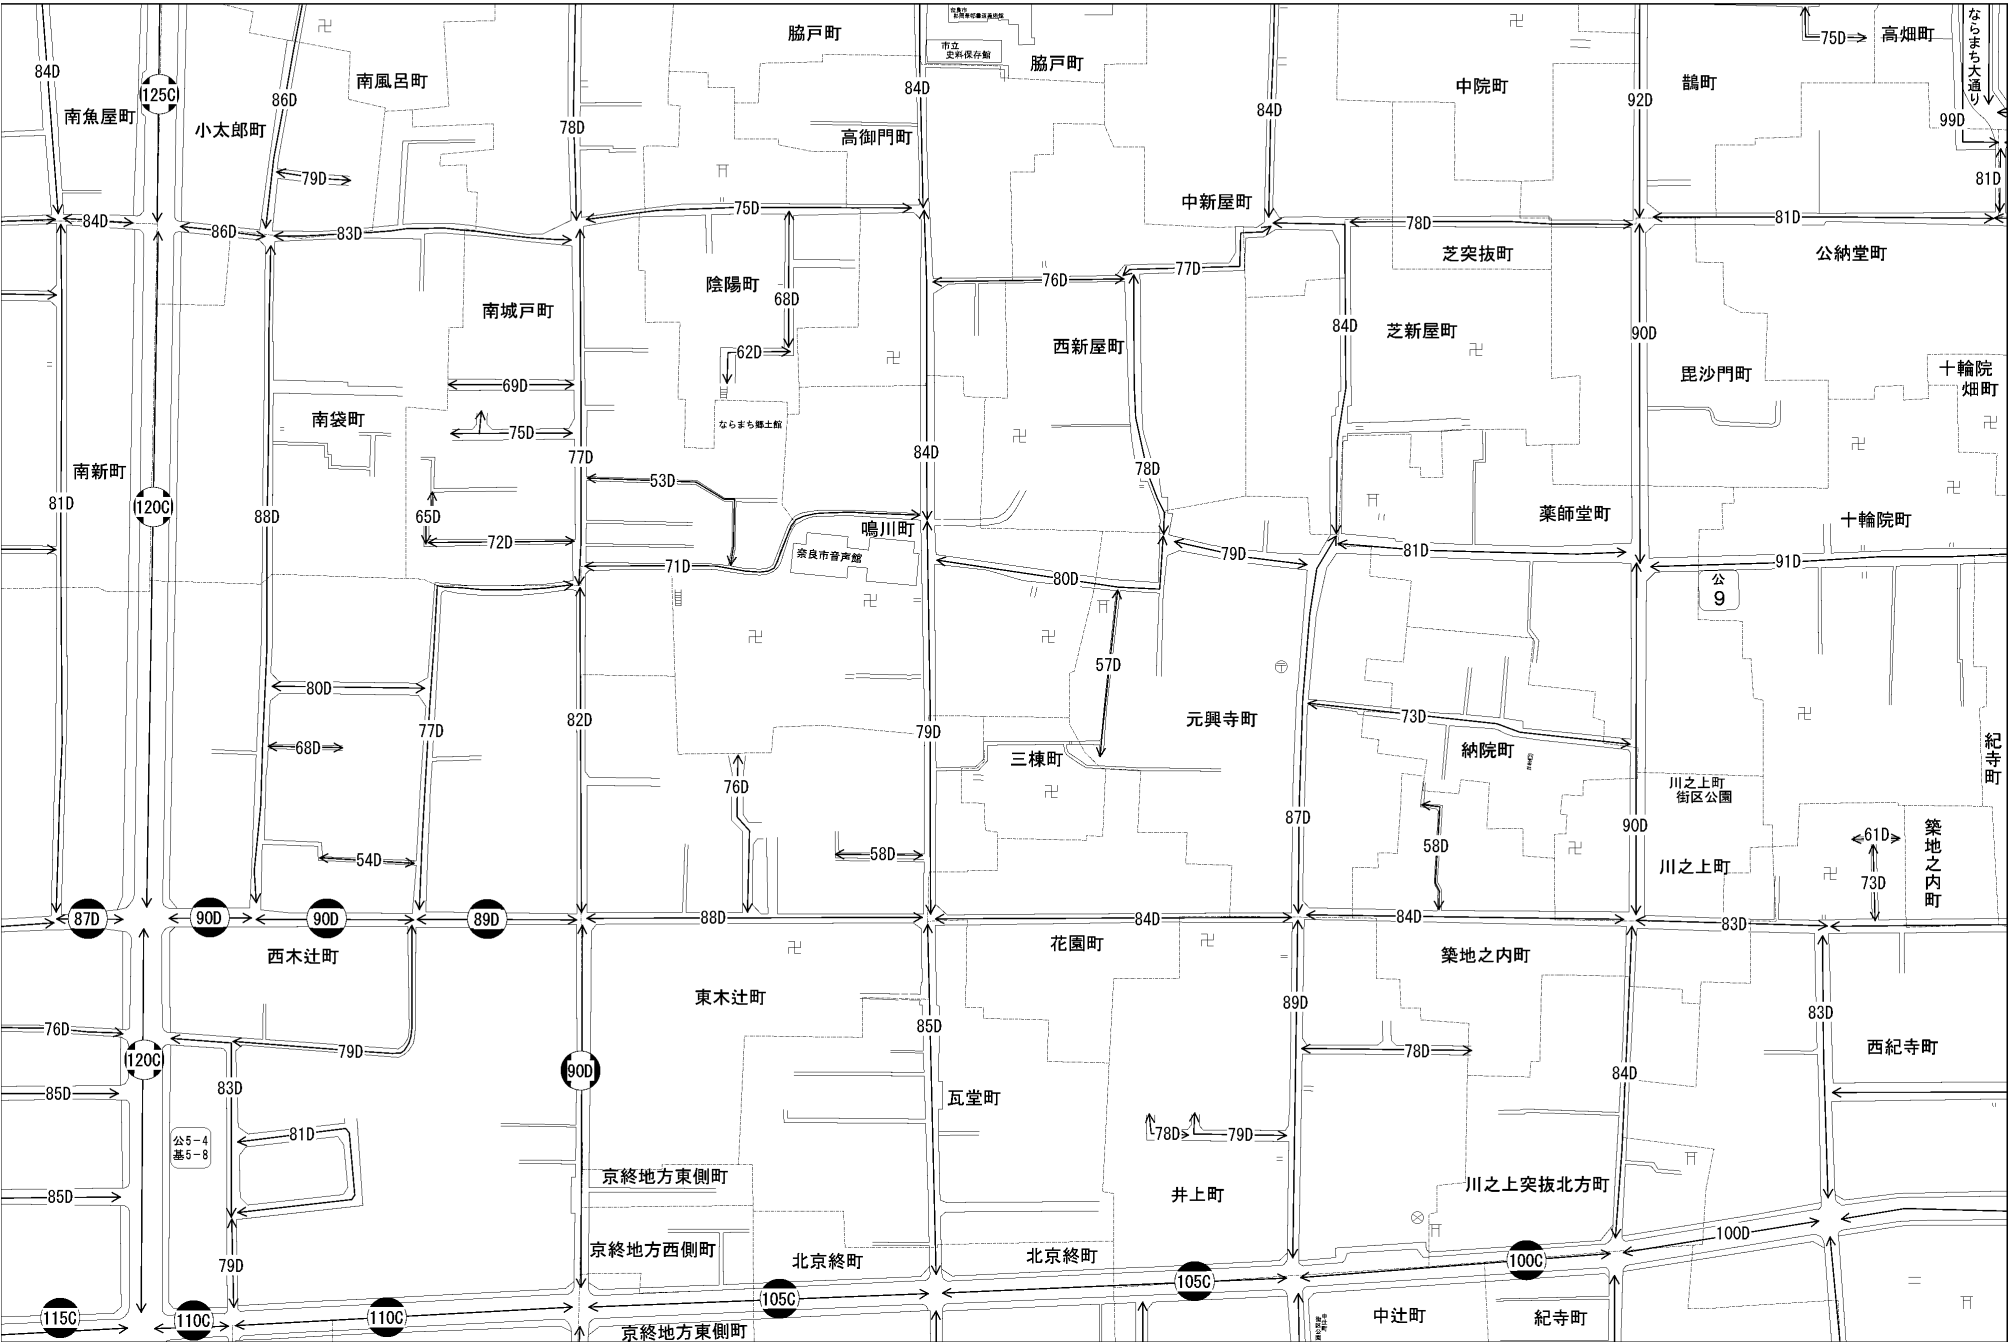 脇戸町
市立
史料保存館
脇戸町
75D
高畑町
ならまち大通り
84D
125C
南風呂町
86D
84D
中院町
鵲町
92D
84D
南魚屋町
小太郎町
78D
高御門町
99D
79D
81D
84D
86D
83D
75D
中新屋町
78D
81D
芝突抜町
公納堂町
77D
76D
陰陽町
68D
南城戸町
84D
芝新屋町
90D
西新屋町
62D
十輪院
畑町
毘沙門町
69D
南袋町
ならまち郷土館
75D
84D
77D
78D
南新町
53D
81D
120C
88D
65D
鳴川町
薬師堂町
十輪院町
72D
奈良市音声館
79D
81D
71D
80D
91D
公
9
57D
80D
82D
77D
79D
元興寺町
73D
68D
三棟町
納院町
紀寺町
76D
川之上町
街区公園
87D
90D
61D
築地之内町
54D
58D
58D
川之上町
73D
87D
90D
90D
89D
88D
84D
84D
83D
西木辻町
花園町
築地之内町
東木辻町
89D
76D
85D
83D
79D
78D
西紀寺町
120C
90D
84D
85D
83D
瓦堂町
81D
78D
79D
公5-4
基5-8
京終地方東側町
85D
井上町
川之上突抜北方町
100D
京終地方西側町
北京終町
北京終町
79D
100C
105C
105C
115C
110C
110C
中辻町
紀寺町
京終地方東側町